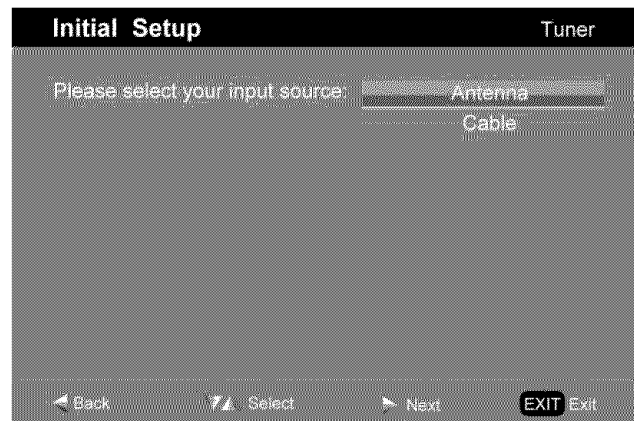 Initial Setup Tuner
Please select your input source: Antenna
Cable
Back Select Next EXIT Exit